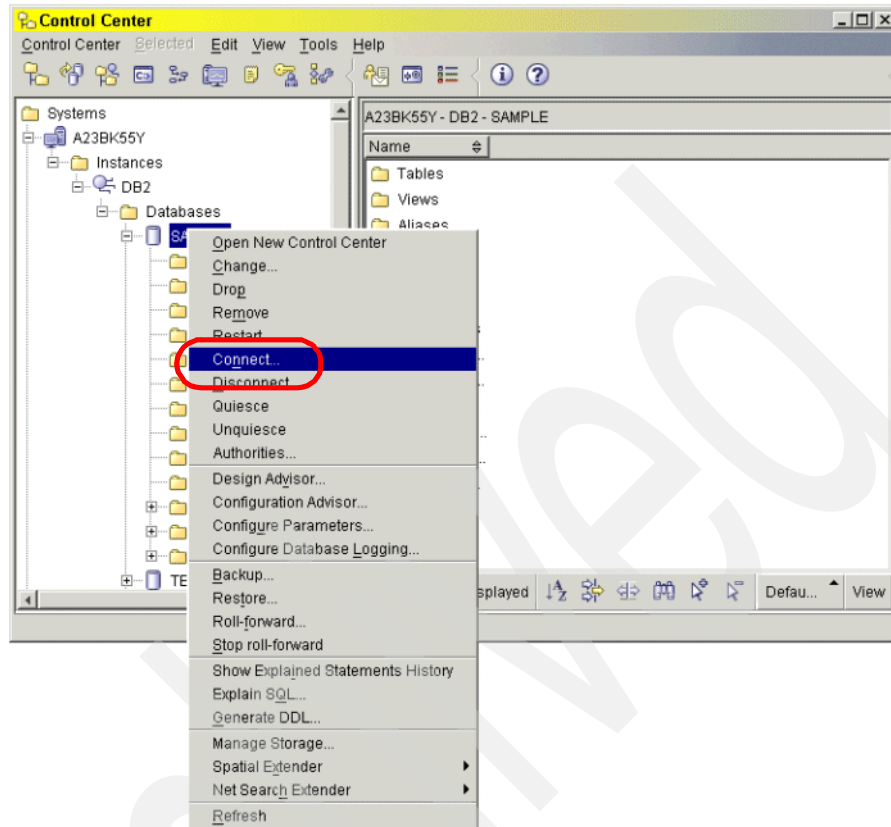 Control Center
Control Center Selected Edit View Tools Help
Systems
A23BK55Y
Instances
DB2
Databases
A23BK55Y - DB2 - SAMPLE
Name
Tables
Views
Aliases
Open New Control Center
Change...
Drop
Remove
Restart
Connect...
Disconnect
Quiesce
Unquiesce
Authorities...
Design Advisor...
Configuration Advisor...
Configure Parameters...
Configure Database Logging...
Backup...
Restore...
Roll-forward...
Stop roll-forward
Show Explained Statements History
Explain SQL...
Generate DDL...
Manage Storage...
Spatial Extender
Net Search Extender
Refresh
TE
splayed Defau... View